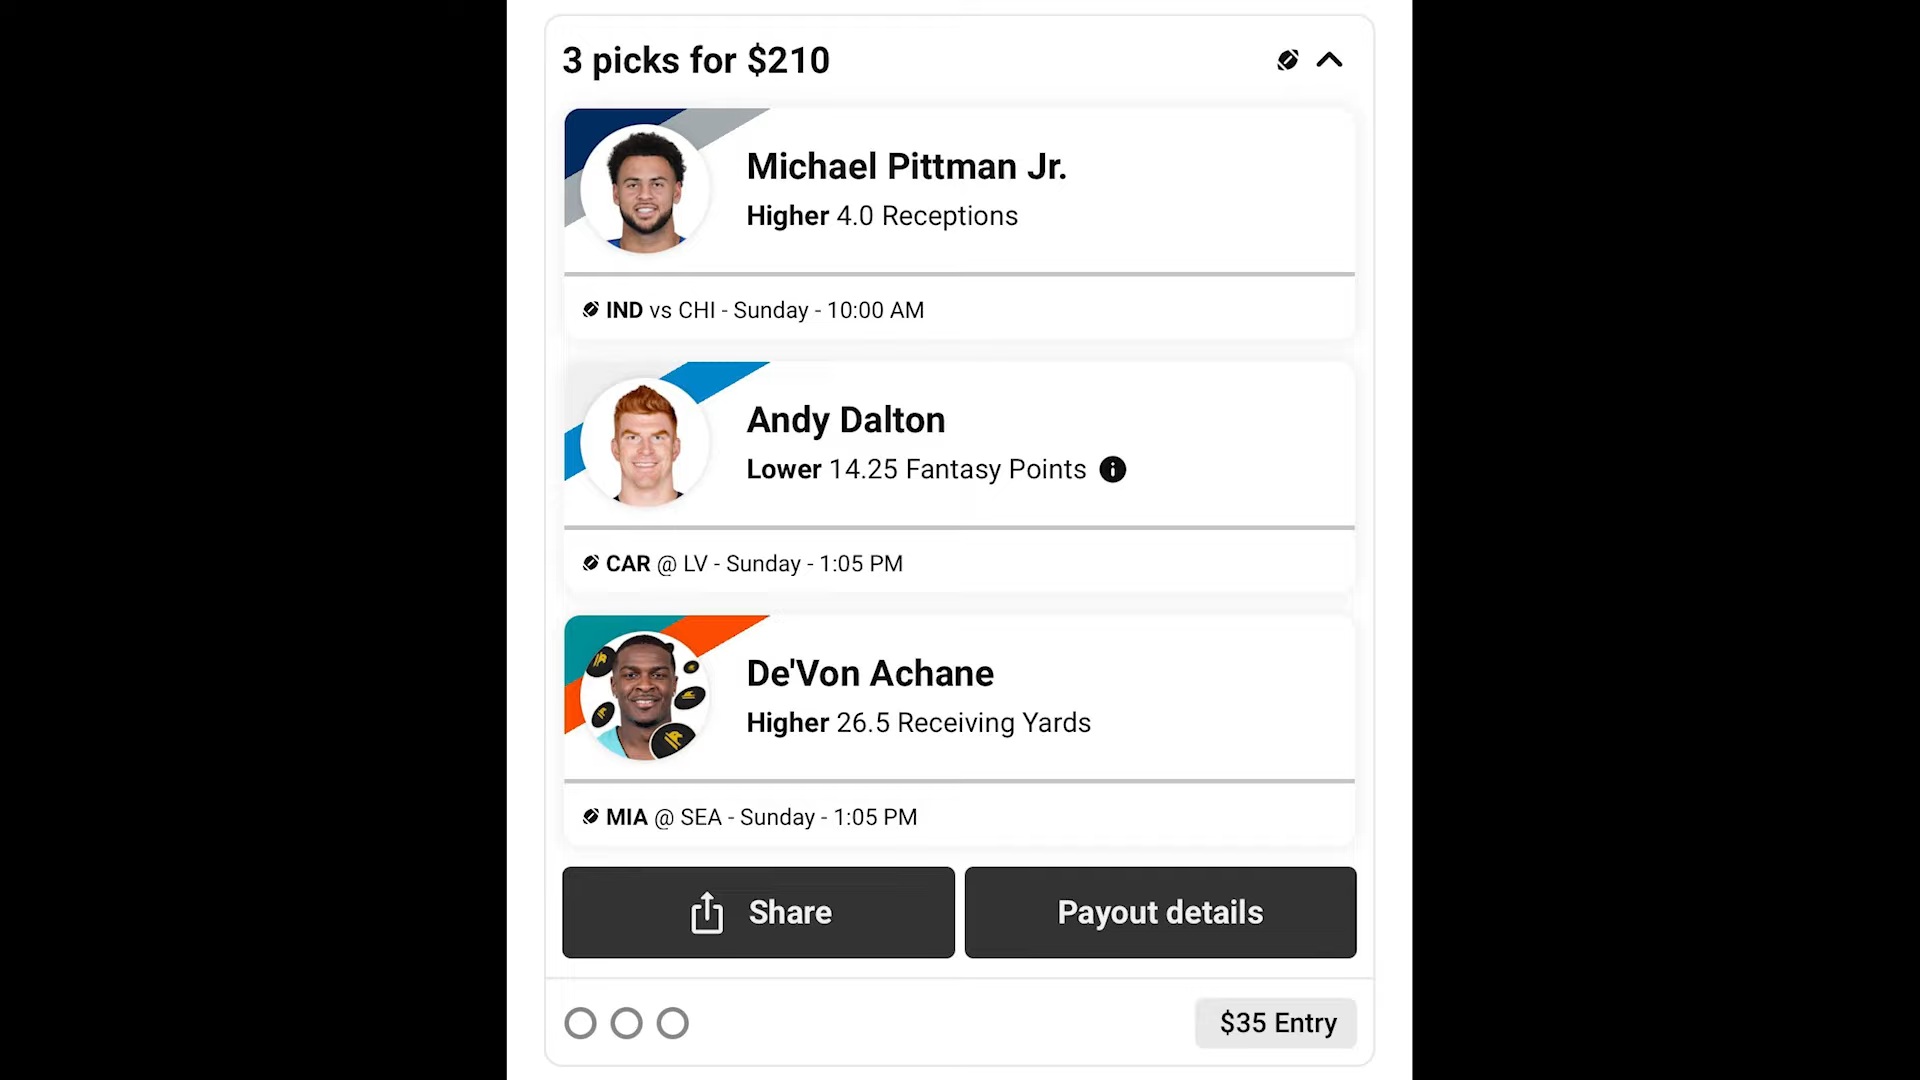 3 picks for $210
Michael Pittman Jr.
Higher 4.0 Receptions
IND vs CHI - Sunday - 10:00 AM
Andy Dalton
Lower 14.25 Fantasy Points
CAR @ LV - Sunday - 1:05 PM
De'Von Achane
Higher 26.5 Receiving Yards
MIA @ SEA - Sunday - 1:05 PM
Share
Payout details
$35 Entry